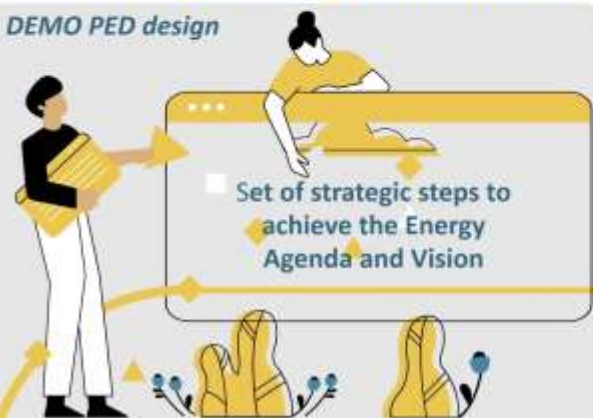 DEMO PED design
Set of strategic steps to
achieve the Energy
Agenda and Vision